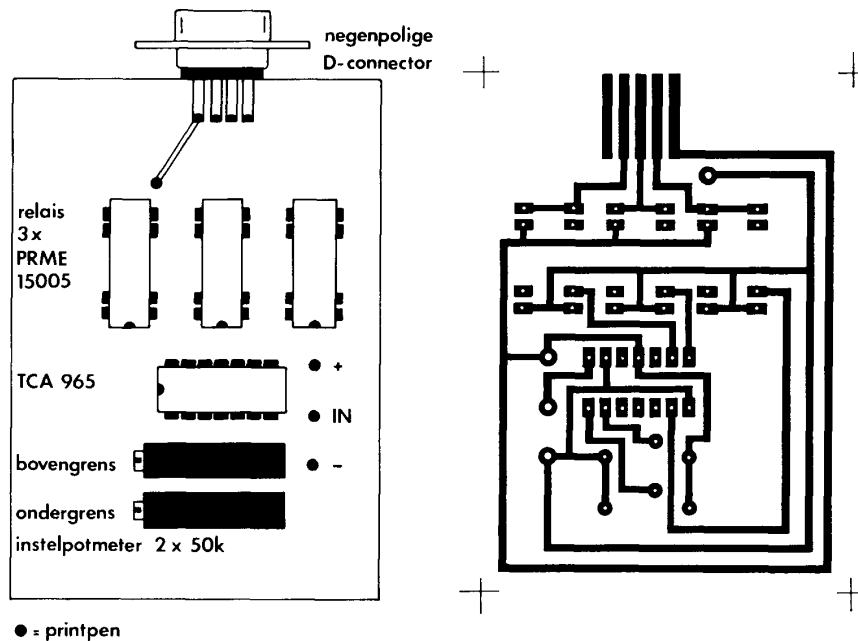 negenpolige
D-connector
relais
3x
PRME
15005
TCA 965
+
IN
-
bovengrens
ondergrens
instelpotmeter 2 x 50k
● = printpen